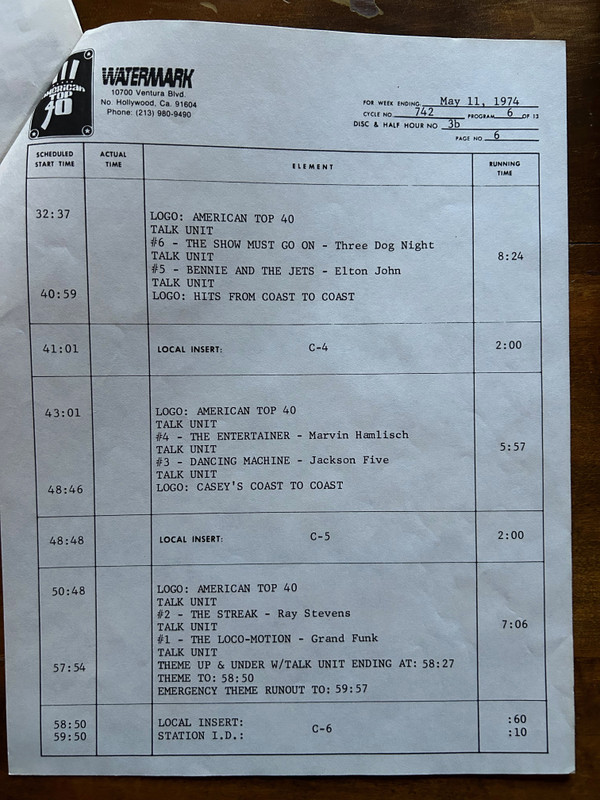 AMERICAN
TOP
40
WATERMARK
10700 Ventura Blvd.
No. Hollywood, Ca. 91604
Phone: (213) 980-9490
FOR WEEK ENDING May 11, 1974
CYCLE NO. 742 PROGRAM 6 OF 13
DISC & HALF HOUR NO 3b
PAGE NO 6
SCHEDULED START TIME ACTUAL TIME ELEMENT RUNNING TIME
32:37 LOGO: AMERICAN TOP 40
TALK UNIT
#6 - THE SHOW MUST GO ON - Three Dog Night
TALK UNIT 8:24
#5 - BENNIE AND THE JETS - Elton John
TALK UNIT
40:59 LOGO: HITS FROM COAST TO COAST
41:01 LOCAL INSERT: C-4 2:00
43:01 LOGO: AMERICAN TOP 40
TALK UNIT
#4 - THE ENTERTAINER - Marvin Hamlisch
TALK UNIT 5:57
#3 - DANCING MACHINE - Jackson Five
TALK UNIT
48:46 LOGO: CASEY'S COAST TO COAST
48:48 LOCAL INSERT: C-5 2:00
50:48 LOGO: AMERICAN TOP 40
TALK UNIT
#2 - THE STREAK - Ray Stevens
TALK UNIT 7:06
#1 - THE LOCO-MOTION - Grand Funk
TALK UNIT
57:54 THEME UP & UNDER W/TALK UNIT ENDING AT: 58:27
THEME TO: 58:50
EMERGENCY THEME RUNOUT TO: 59:57
58:50 LOCAL INSERT: C-6 :60
59:50 STATION I.D.: :10